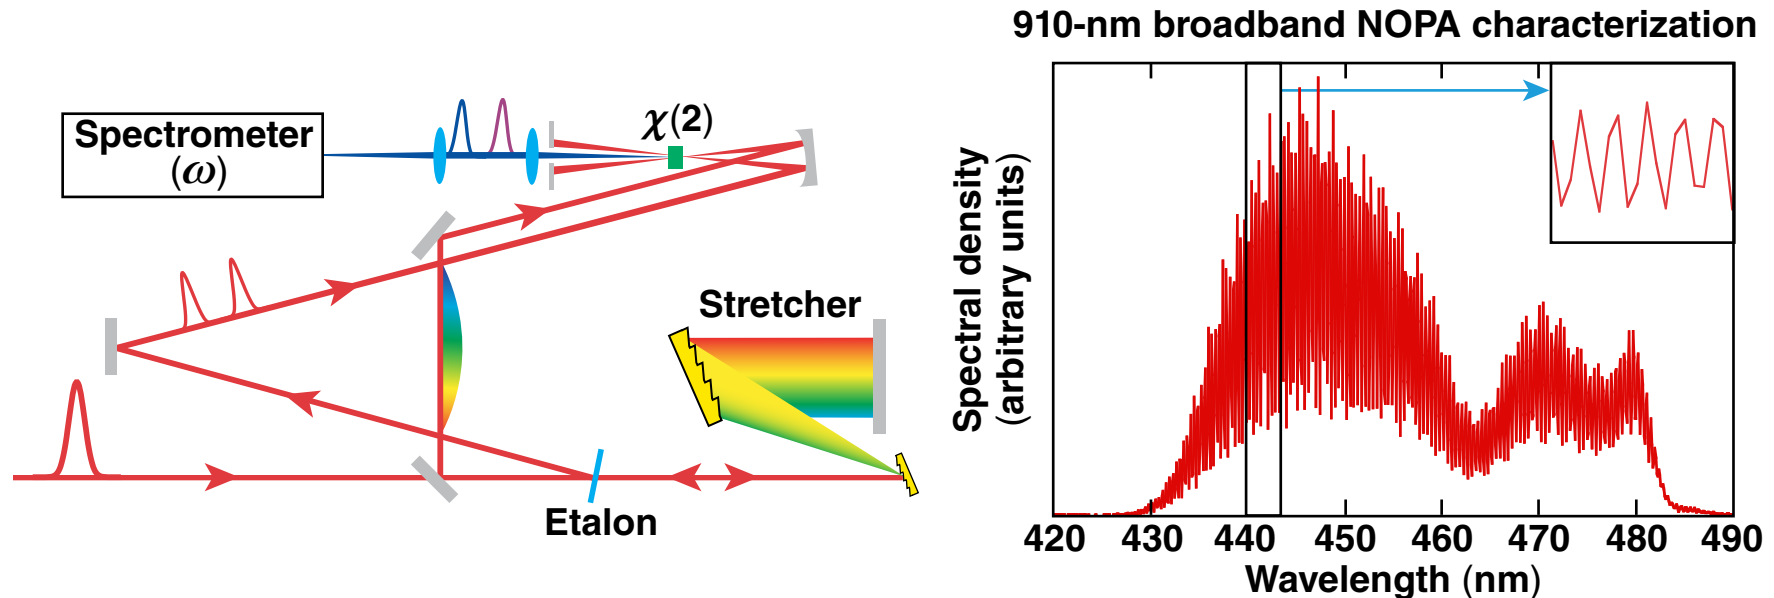 Spectrometer
(ω)
χ(2)
Stretcher
Etalon
910-nm broadband NOPA characterization
Spectral density
(arbitrary units)
420 430 440 450 460 470 480 490
Wavelength (nm)